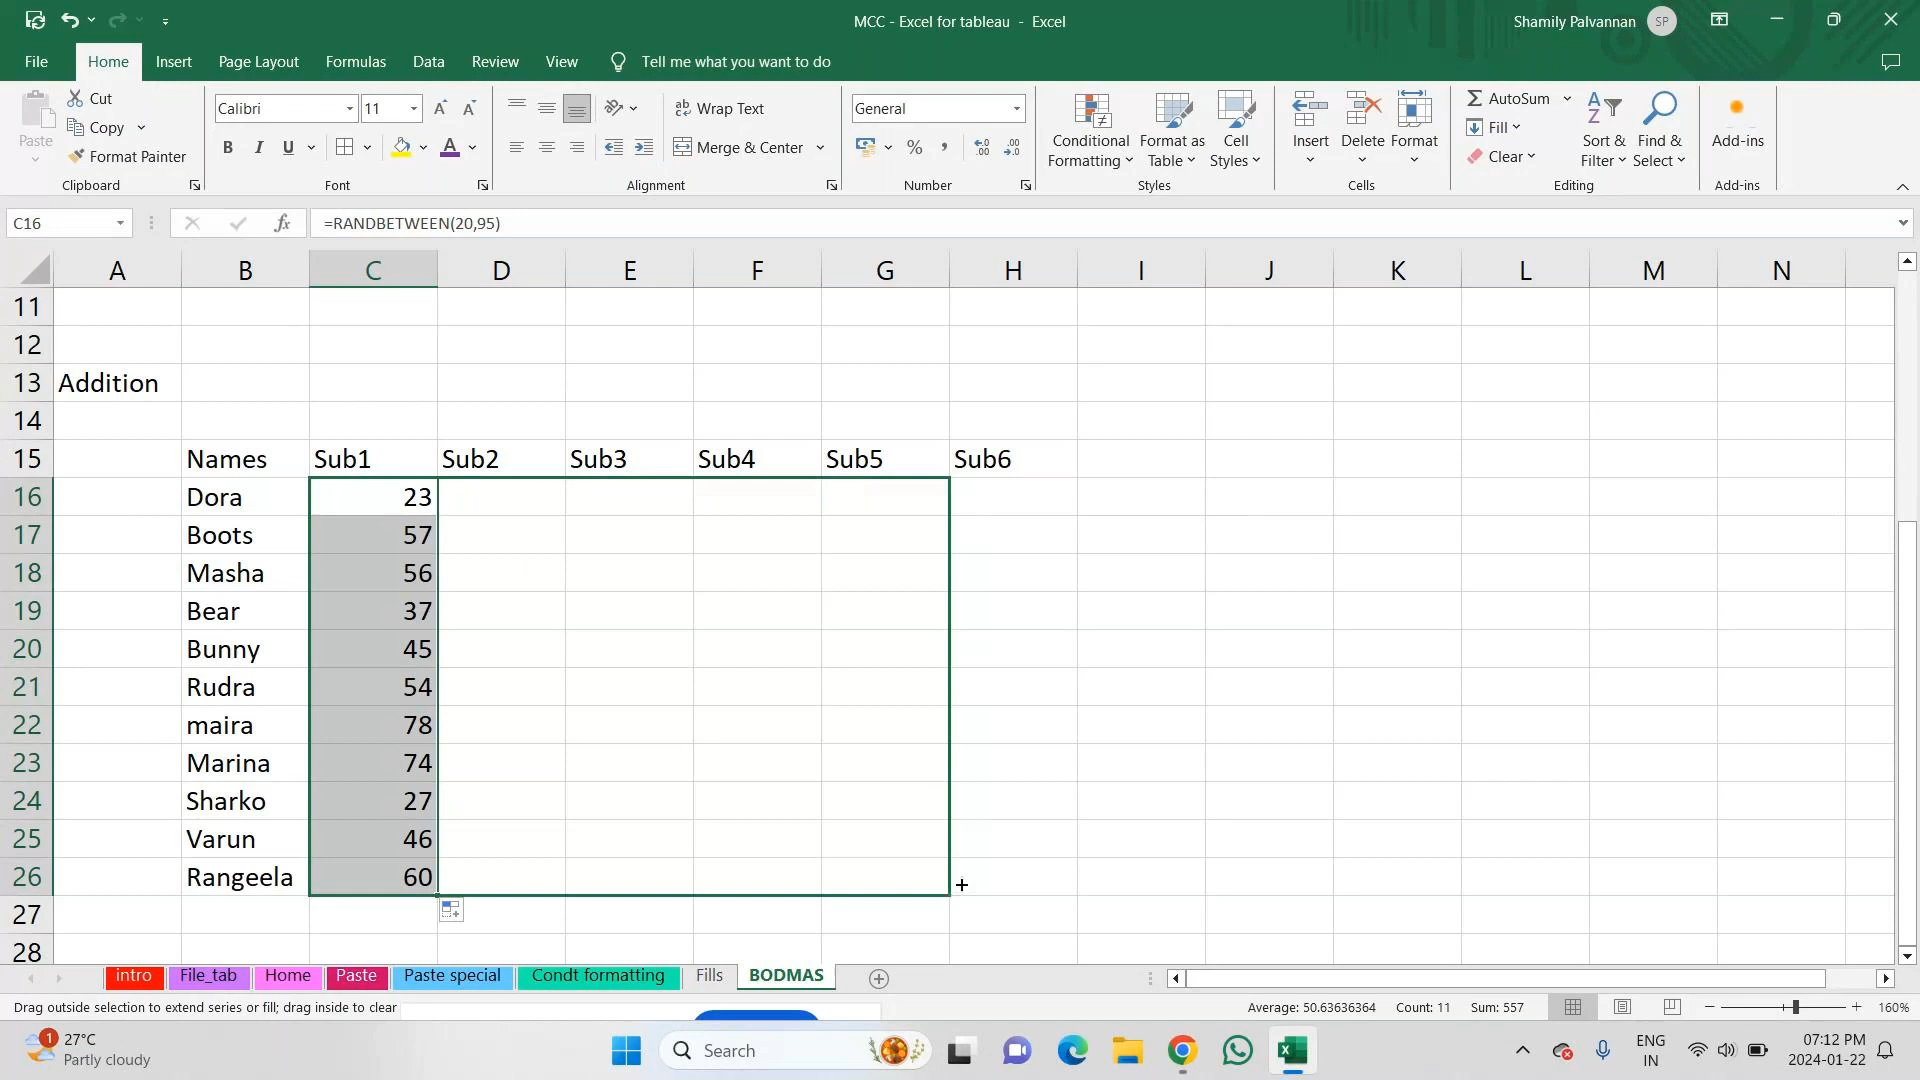 MCC - Excel for tableau - Excel
Shamily Palvannan SP
File Home Insert Page Layout Formulas Data Review View Tell me what you want to do
Paste
Cut
Copy
Format Painter
Clipboard
Calibri 11
B I U
Font
Wrap Text
Merge & Center
Alignment
General
Number
Conditional Formatting
Format as Table
Cell Styles
Styles
Insert Delete Format
Cells
AutoSum
Fill
Clear
Sort & Filter
Find & Select
Editing
Add-ins
Add-ins
C16 fx =RANDBETWEEN(20,95)
A B C D E F G H I J K L M N
11
12
13 Addition
14
15 Names Sub1 Sub2 Sub3 Sub4 Sub5 Sub6
16 Dora 23
17 Boots 57
18 Masha 56
19 Bear 37
20 Bunny 45
21 Rudra 54
22 maira 78
23 Marina 74
24 Sharko 27
25 Varun 46
26 Rangeela 60
27
28
intro File_tab Home Paste Paste special Condt formatting Fills BODMAS
Drag outside selection to extend series or fill; drag inside to clear Average: 50.63636364 Count: 11 Sum: 557 160%
1 27°C
Partly cloudy
Search
ENG
IN
07:12 PM
2024-01-22